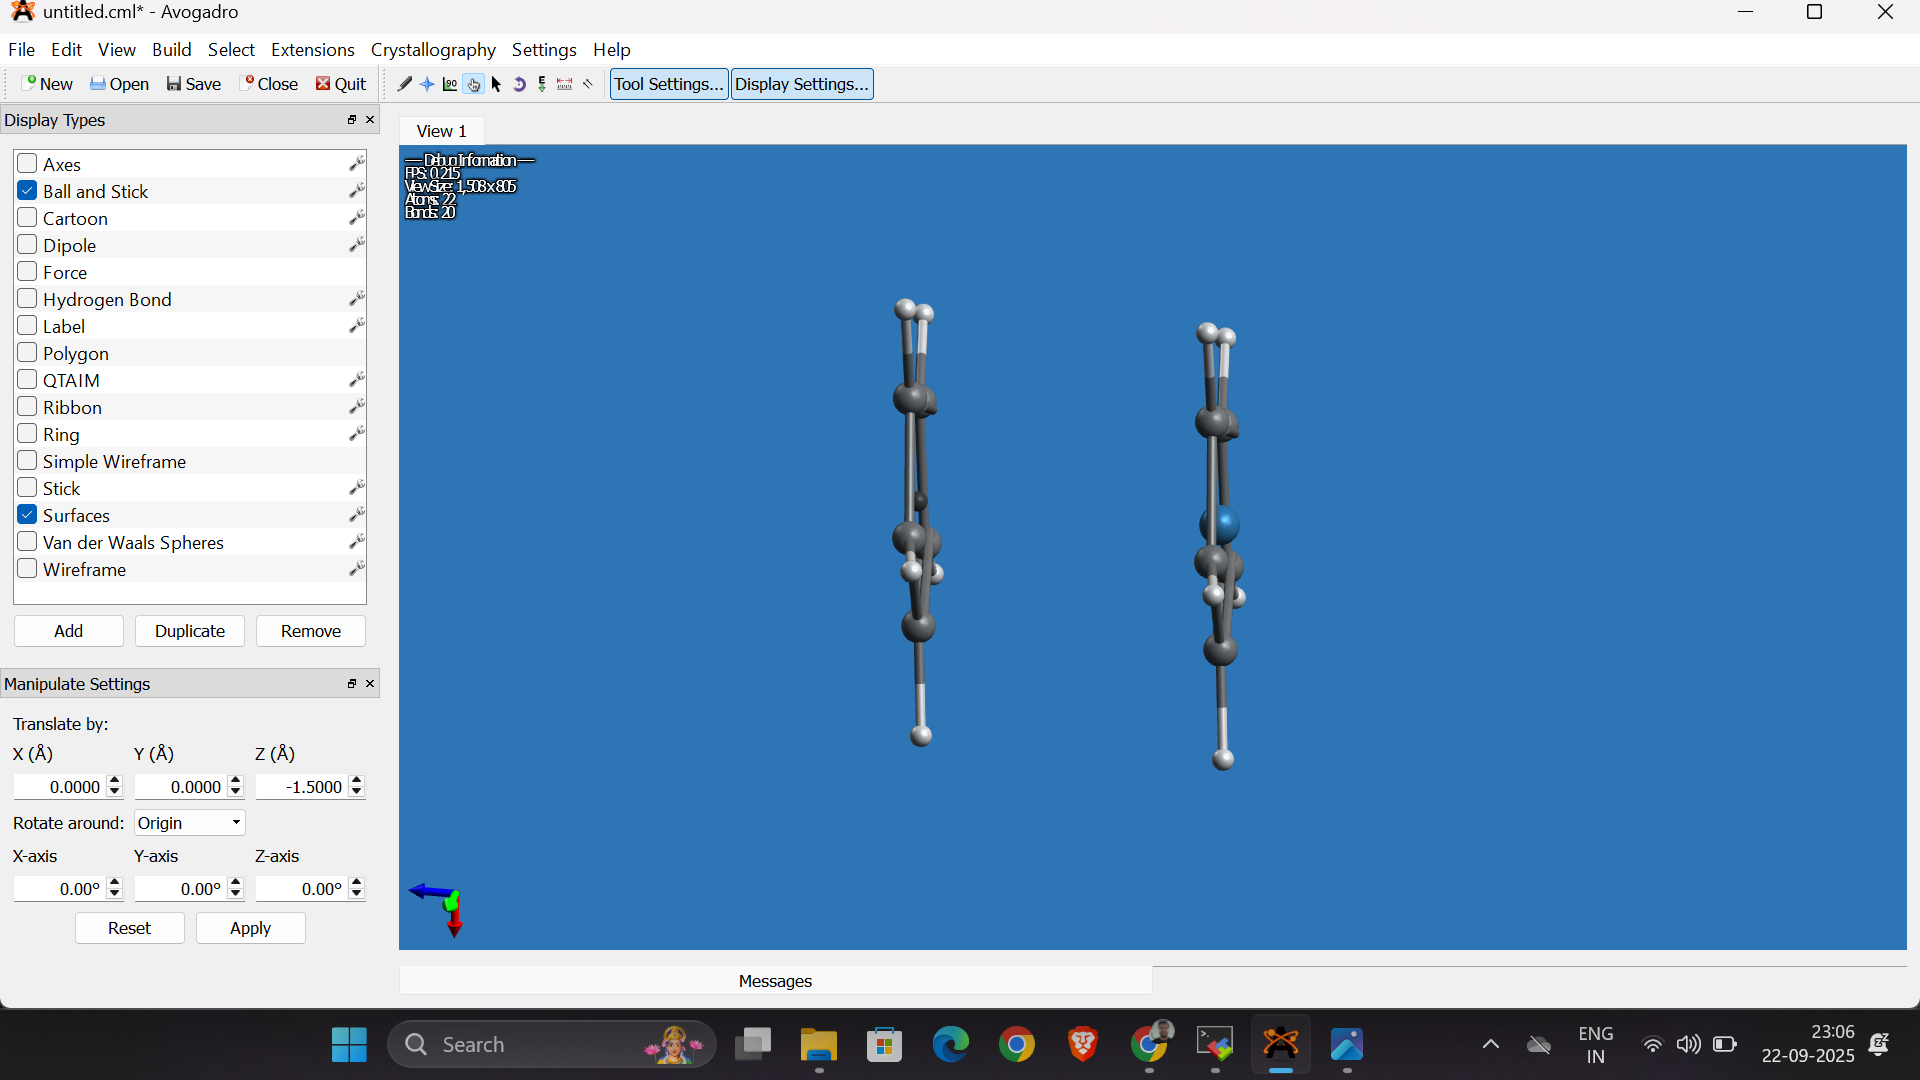 untitled.cml* - Avogadro
File Edit View Build Select Extensions Crystallography Settings Help
New Open Save Close Quit 90 E Tool Settings... Display Settings...
Display Types
View 1
Axes
Ball and Stick
Cartoon
Dipole
Force
Hydrogen Bond
Label
Polygon
QTAIM
Ribbon
Ring
Simple Wireframe
Stick
Surfaces
Van der Waals Spheres
Wireframe
Add Duplicate Remove
---- Debug Information ----
FPS: 0.215
View Size: 1,508 x 805
Atoms: 22
Bonds: 20
Manipulate Settings
Translate by:
X (Å) Y (Å) Z (Å)
0.0000 0.0000 -1.5000
Rotate around: Origin
X-axis Y-axis Z-axis
0.00° 0.00° 0.00°
Reset Apply
Messages
Search
ENG
IN
23:06
22-09-2025